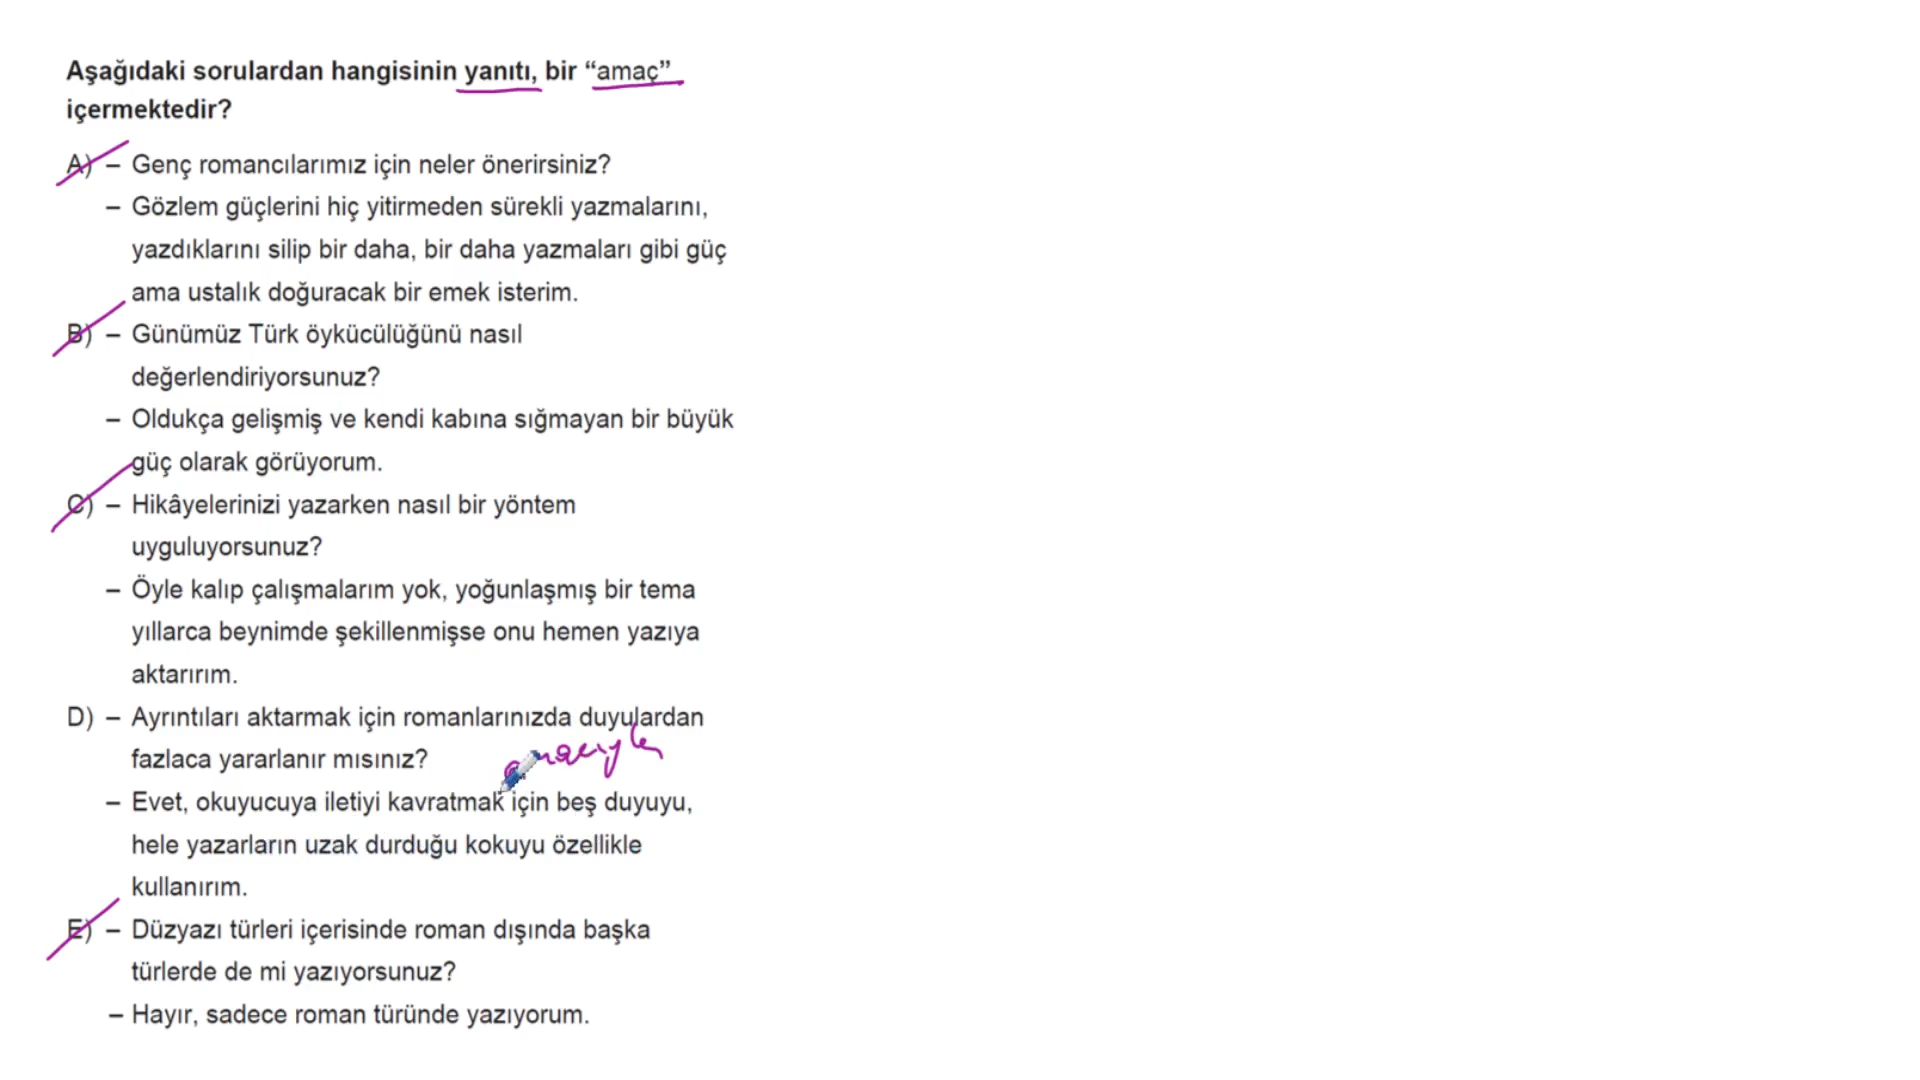 Aşağıdaki sorulardan hangisinin yanıtı, bir “amaç”
içermektedir?
A) – Genç romancılarımız için neler önerirsiniz?
– Gözlem güçlerini hiç yitirmeden sürekli yazmalarını,
yazdıklarını silip bir daha, bir daha yazmaları gibi güç
ama ustalık doğuracak bir emek isterim.
B) – Günümüz Türk öykücülüğünü nasıl
değerlendiriyorsunuz?
– Oldukça gelişmiş ve kendi kabına sığmayan bir büyük
güç olarak görüyorum.
C) – Hikâyelerinizi yazarken nasıl bir yöntem
uyguluyorsunuz?
– Öyle kalıp çalışmalarım yok, yoğunlaşmış bir tema
yıllarca beynimde şekillenmişse onu hemen yazıya
aktarırım.
D) – Ayrıntıları aktarmak için romanlarınızda duyulardan
fazlaca yararlanır mısınız?
amacıyla
– Evet, okuyucuya iletiyi kavratmak için beş duyuyu,
hele yazarların uzak durduğu kokuyu özellikle
kullanırım.
E) – Düzyazı türleri içerisinde roman dışında başka
türlerde de mi yazıyorsunuz?
– Hayır, sadece roman türünde yazıyorum.